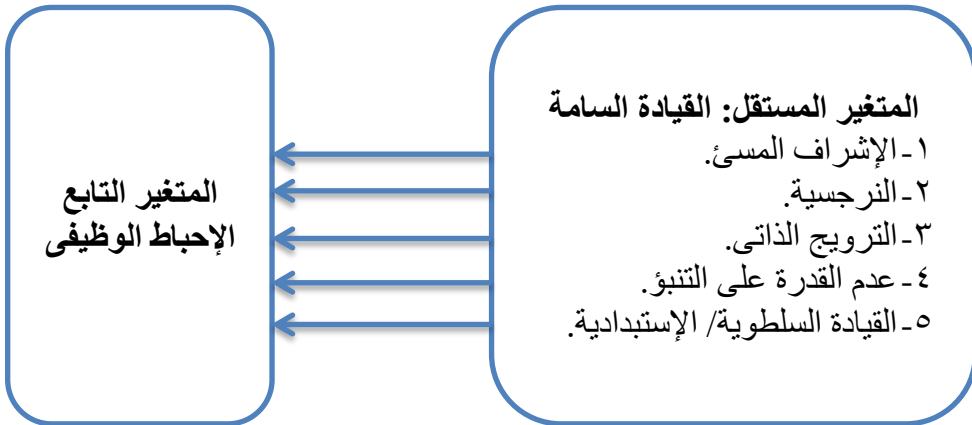 المتغير المستقل: القيادة السامة
١- الإشراف المسئ.
٢- النرجسية.
٣- الترويج الذاتى.
٤- عدم القدرة على التنبؤ.
٥- القيادة السلطوية/ الإستبدادية.
المتغير التابع
الإحباط الوظيفى